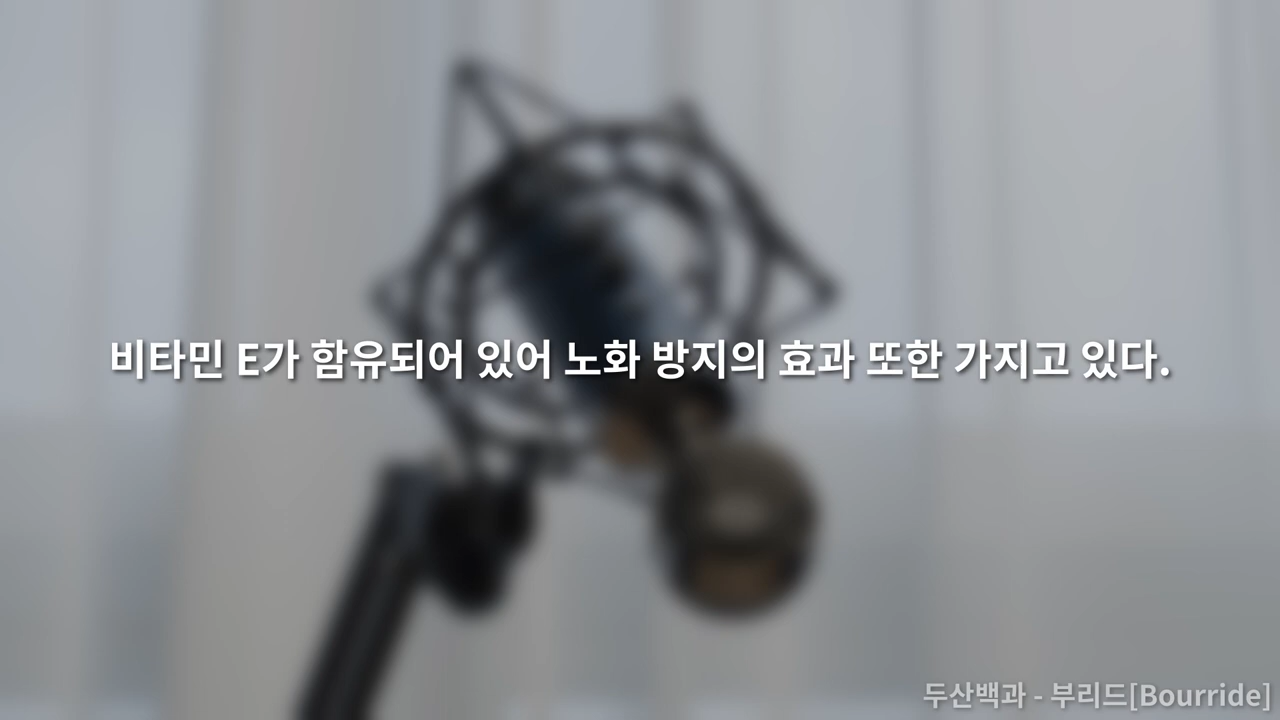 비타민 E가 함유되어 있어 노화 방지의 효과 또한 가지고 있다.
두산백과 - 부리드[Bourride]